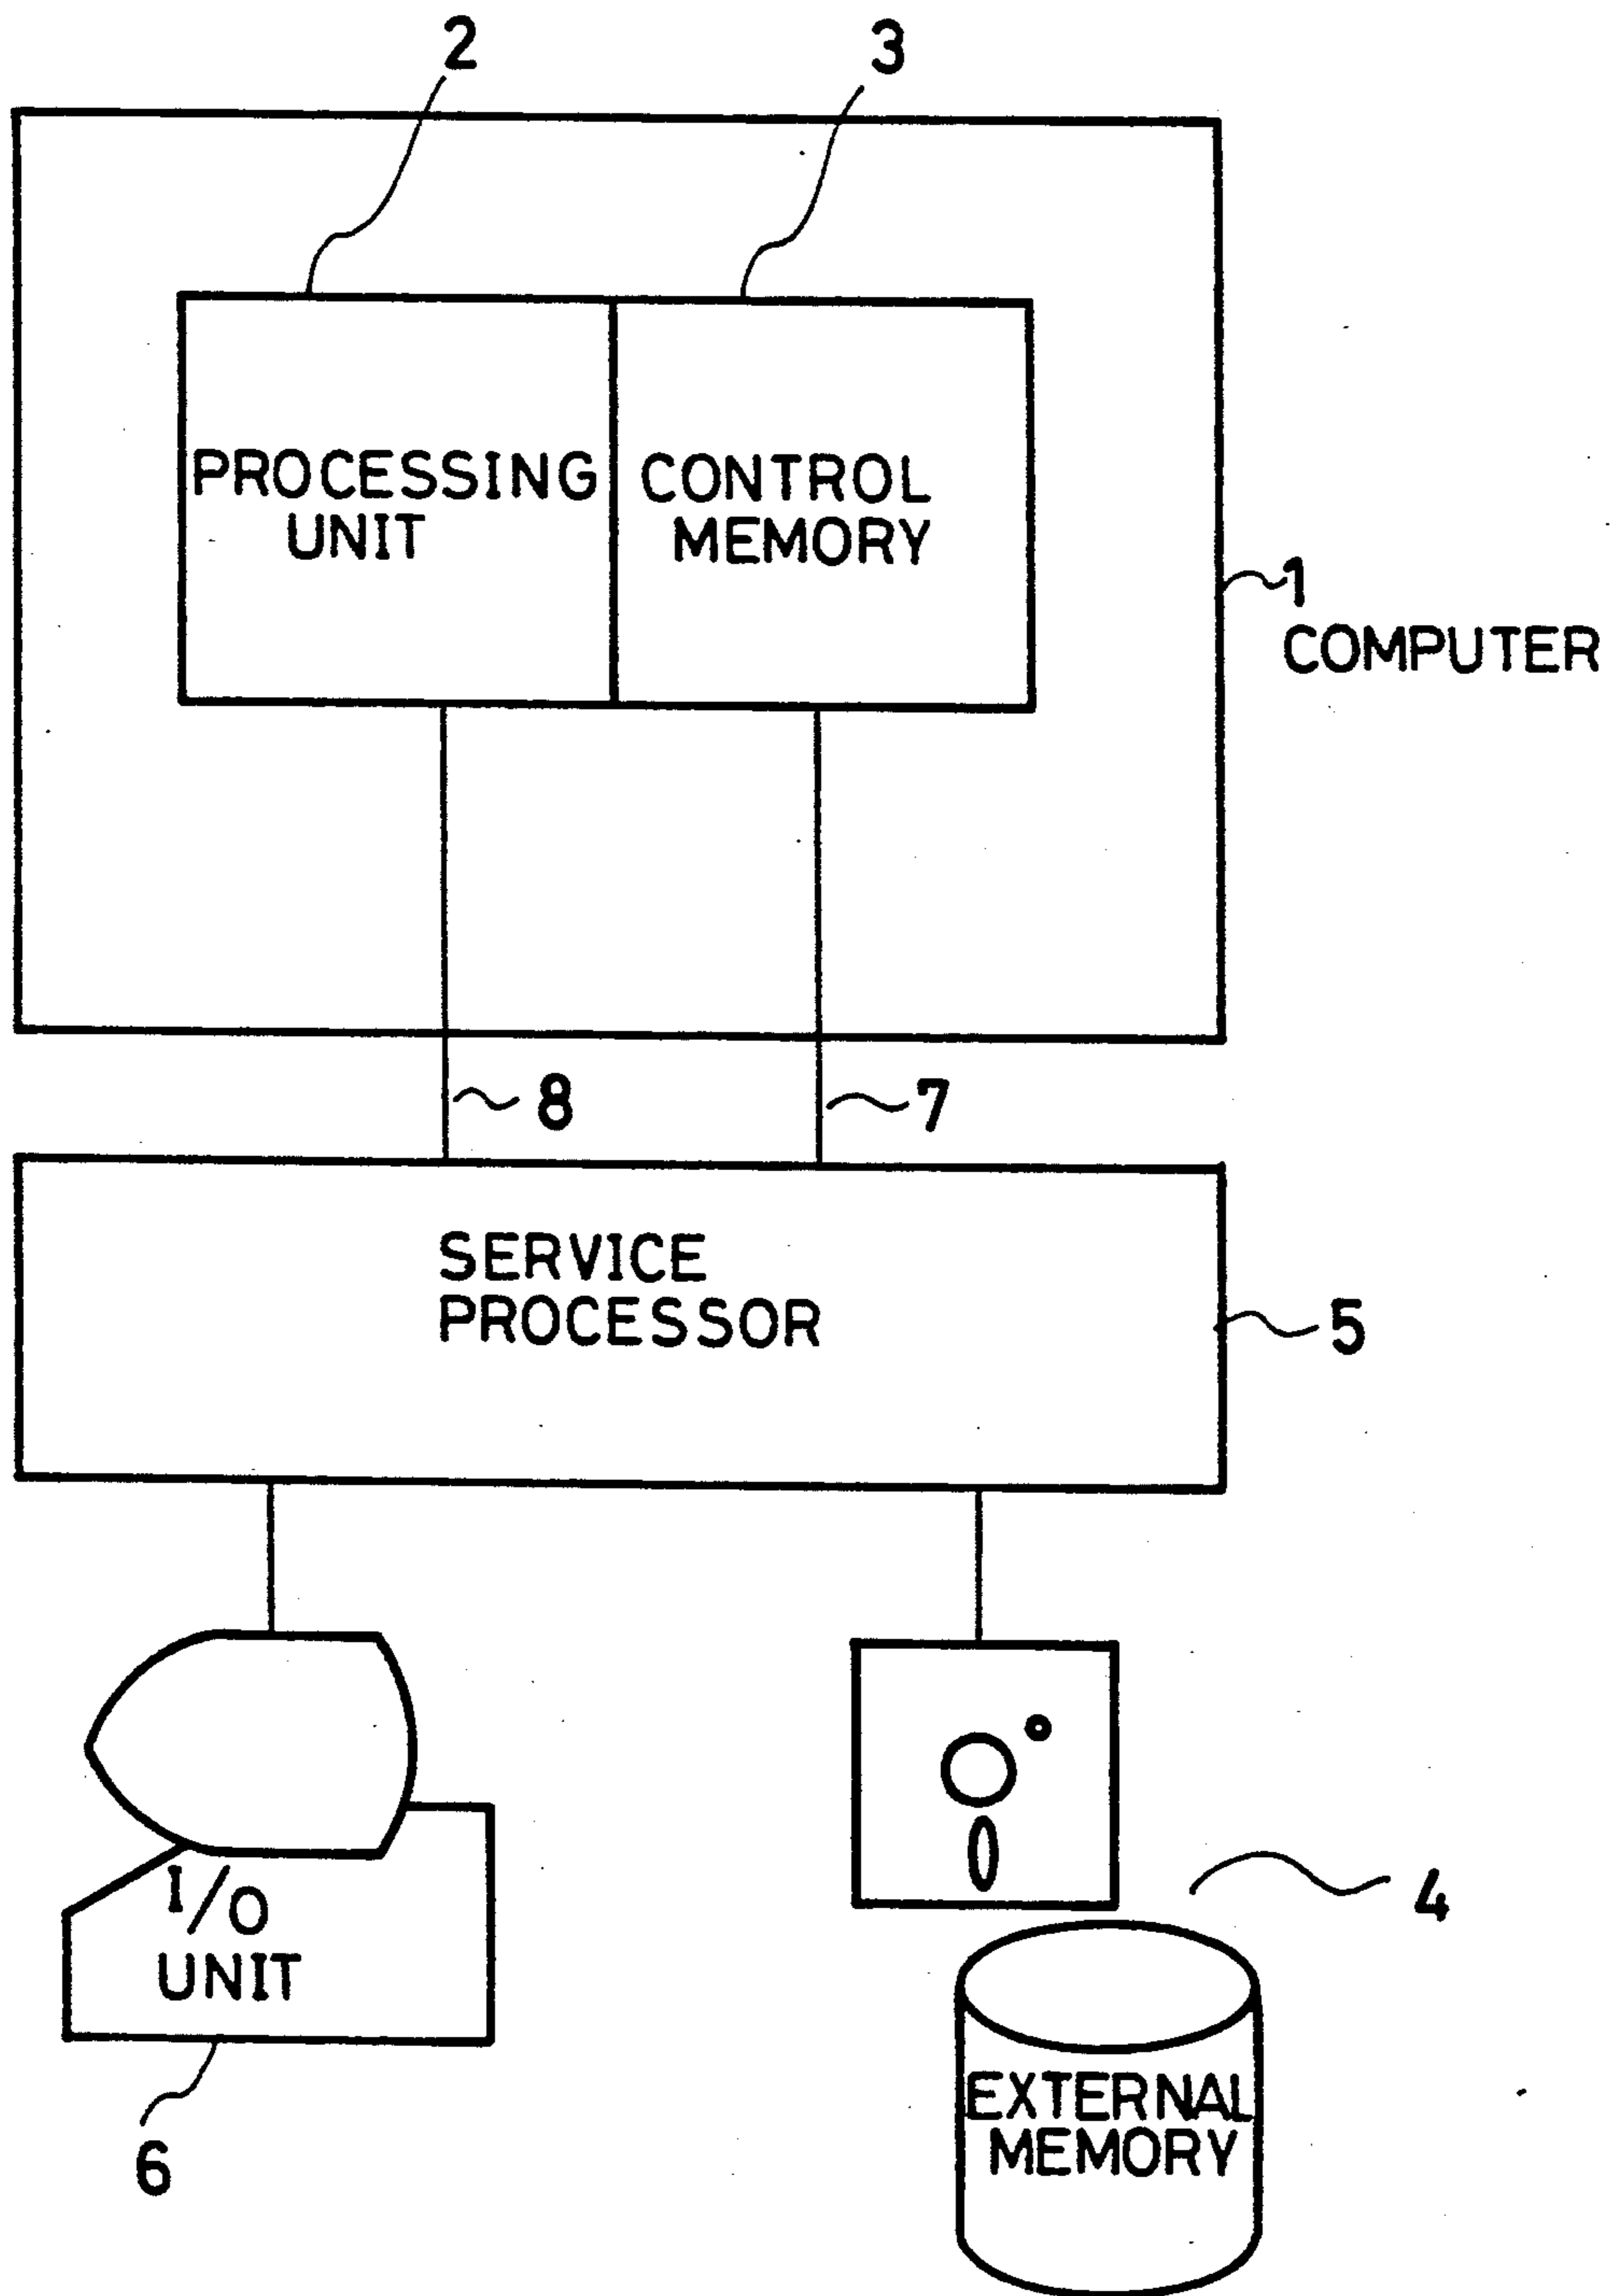 2
3
PROCESSING
UNIT
CONTROL
MEMORY
1
COMPUTER
8
7
SERVICE
PROCESSOR
5
I/O
UNIT
4
EXTERNAL
MEMORY
6